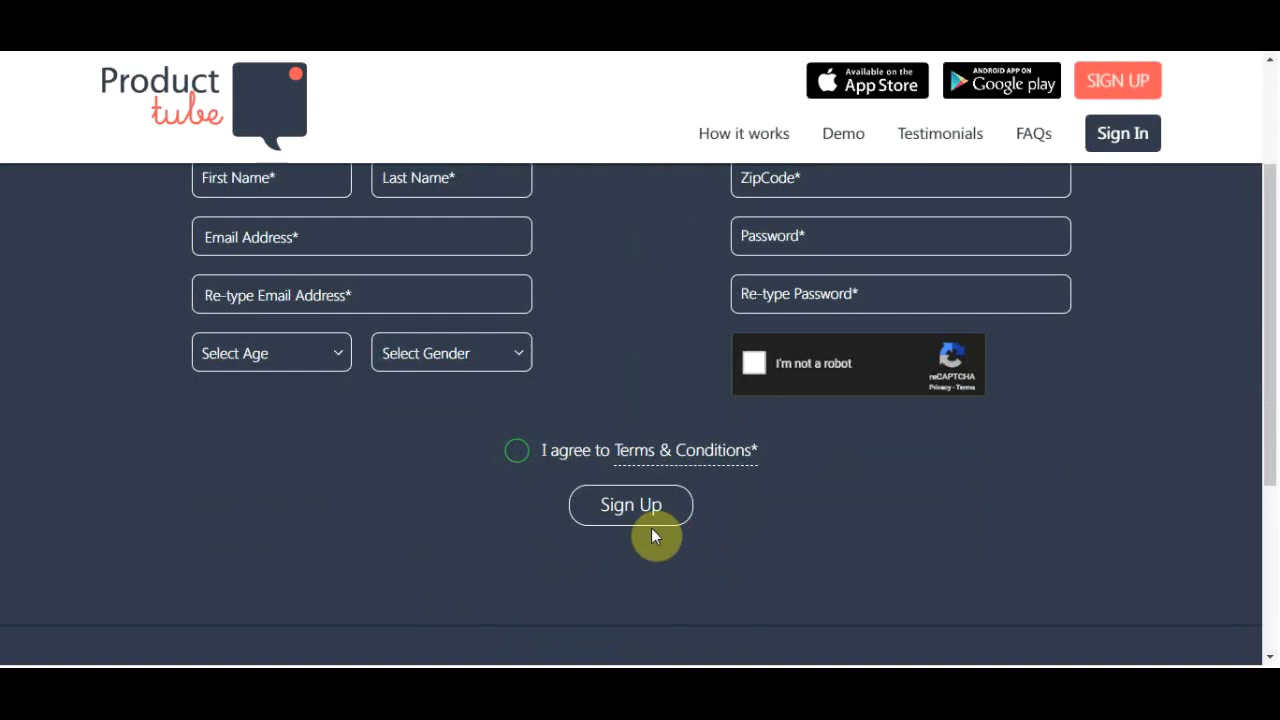 Product
tube
Available on the
App Store
ANDROID APP ON
Google play
SIGN UP
How it works
Demo
Testimonials
FAQs
Sign In
First Name*
Last Name*
ZipCode*
Email Address*
Password*
Re-type Email Address*
Re-type Password*
Select Age
Select Gender
I'm not a robot
reCAPTCHA
Privacy - Terms
I agree to Terms & Conditions*
Sign Up